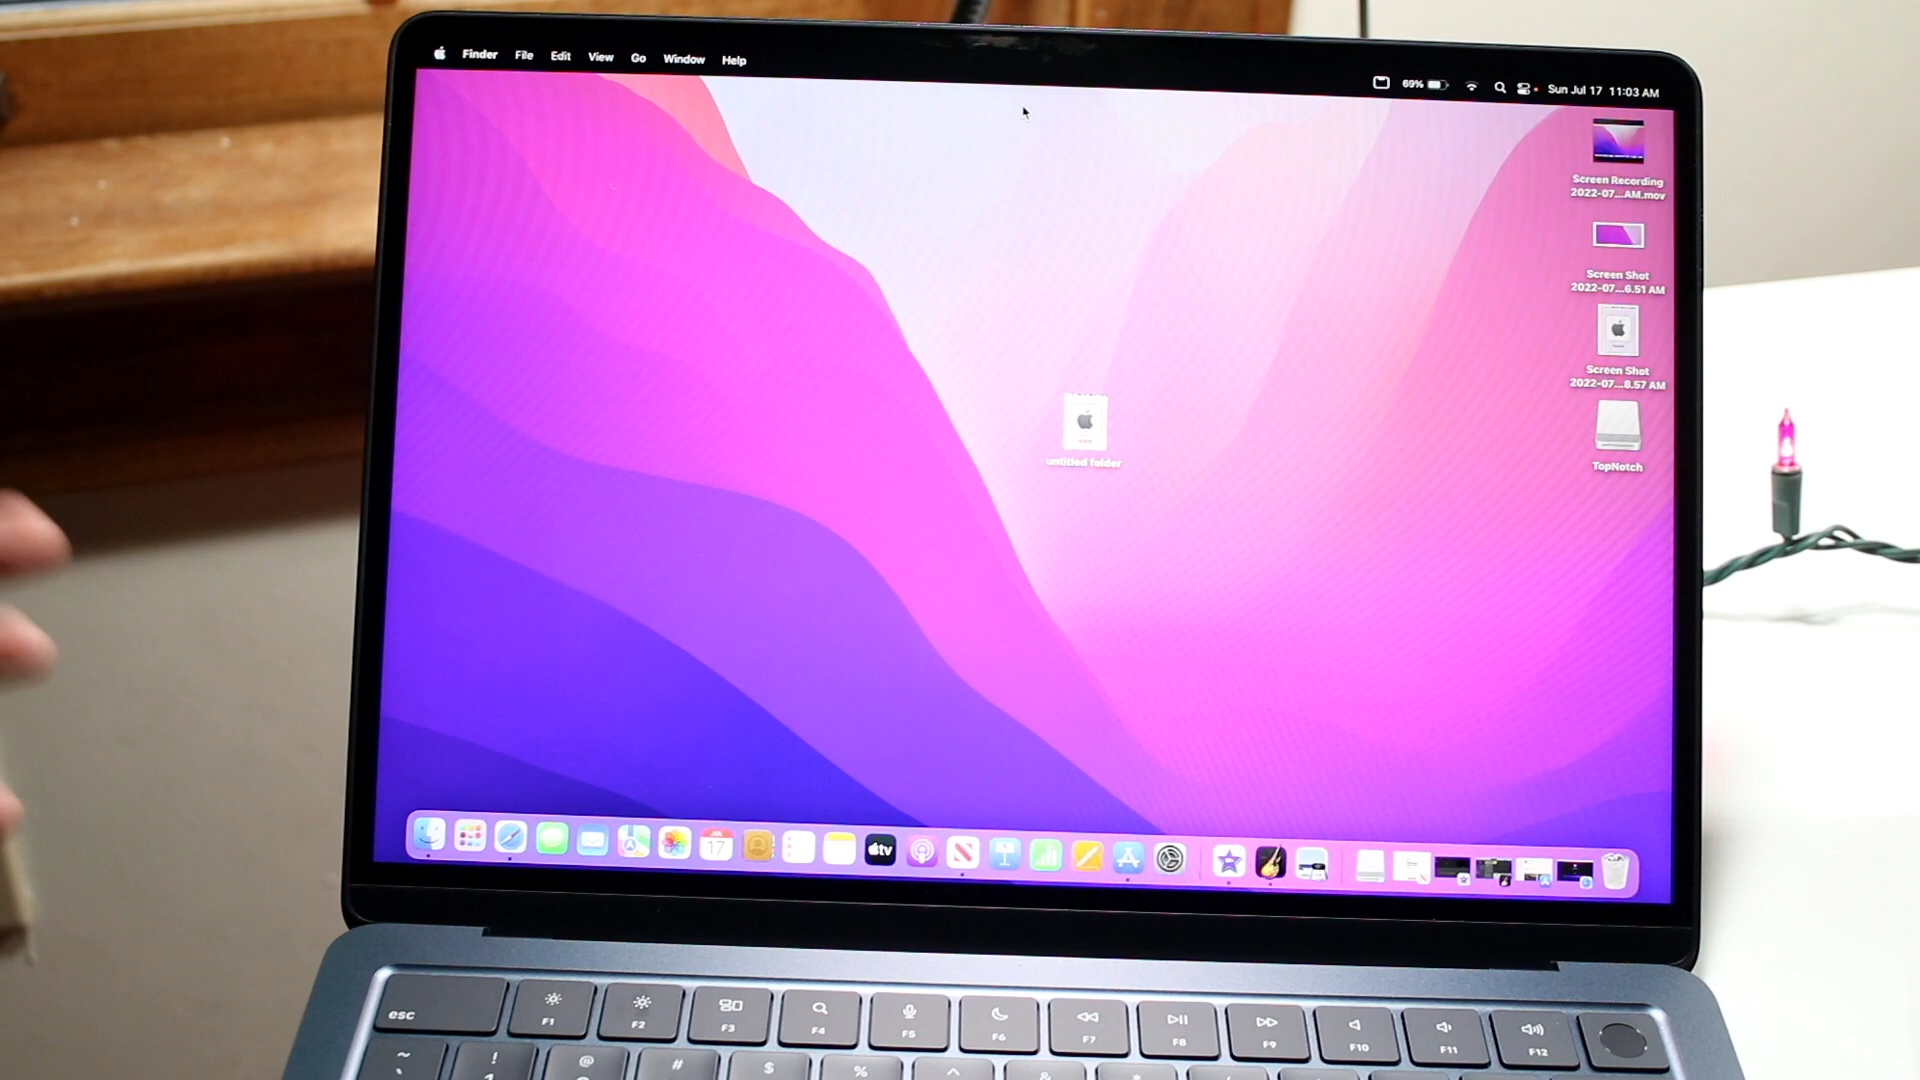 Finder File Edit View Go Window Help
69% Sun Jul 17 11:03 AM
Screen Recording
2022-07...AM.mov
Screen Shot
2022-07...6.51 AM
Screen Shot
2022-07...8.57 AM
TopNotch
untitled folder
17
tv
esc F1 F2 F3 F4 F5 F6 F7 F8 F9 F10 F11 F12
~ ! @ # $ % ^ &